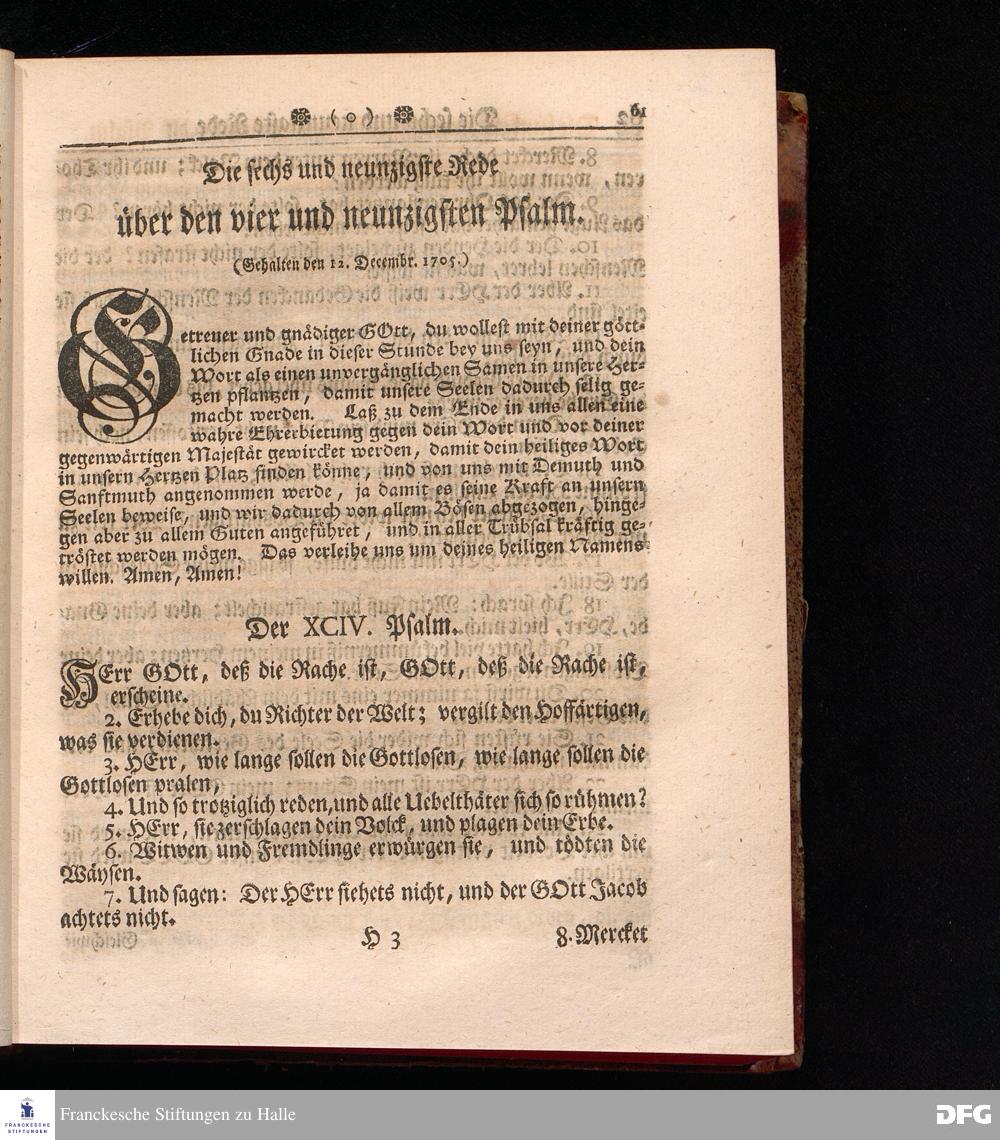 ( o ) 61
Die sechs und neunzigste Rede
über den vier und neunzigsten Psalm.
(Gehalten den 12. Decembr. 1705.)
Getreuer und gnädiger GOtt, du wollest mit deiner gött-
lichen Gnade in dieser Stunde bey uns seyn, und dein
Wort als einen unvergänglichen Samen in unsere Her-
tzen pflantzen, damit unsere Seelen dadurch selig ge-
macht werden. Laß zu dem Ende in uns allen eine
wahre Ehrerbietung gegen dein Wort und vor deiner
gegenwärtigen Majestät gewircket werden, damit dein heiliges Wort
in unsern Hertzen Platz finden könne, und von uns mit Demuth und
Sanftmuth angenommen werde, ja damit es seine Kraft an unsern
Seelen beweise, und wir dadurch von allem Bösen abgezogen, hinge-
gen aber zu allem Guten angeführet, und in aller Trübsal kräftig ge-
tröstet werden mögen. Das verleihe uns um deines heiligen Namens
willen. Amen, Amen!
Der XCIV. Psalm.
HErr GOtt, deß die Rache ist, GOtt, deß die Rache ist,
erscheine.
2. Erhebe dich, du Richter der Welt; vergilt den Hoffärtigen,
was sie verdienen.
3. HErr, wie lange sollen die Gottlosen, wie lange sollen die
Gottlosen pralen,
4. Und so trotziglich reden, und alle Uebelthäter sich so rühmen?
5. HErr, sie zerschlagen dein Volck, und plagen dein Erbe.
6. Witwen und Fremdlinge erwürgen sie, und tödten die
Wäysen.
7. Und sagen: Der HErr siehets nicht, und der GOtt Jacob
achtets nicht.
H 3 8. Mercket
FRANCKESCHE
STIFTUNGEN
Franckesche Stiftungen zu Halle
DFG